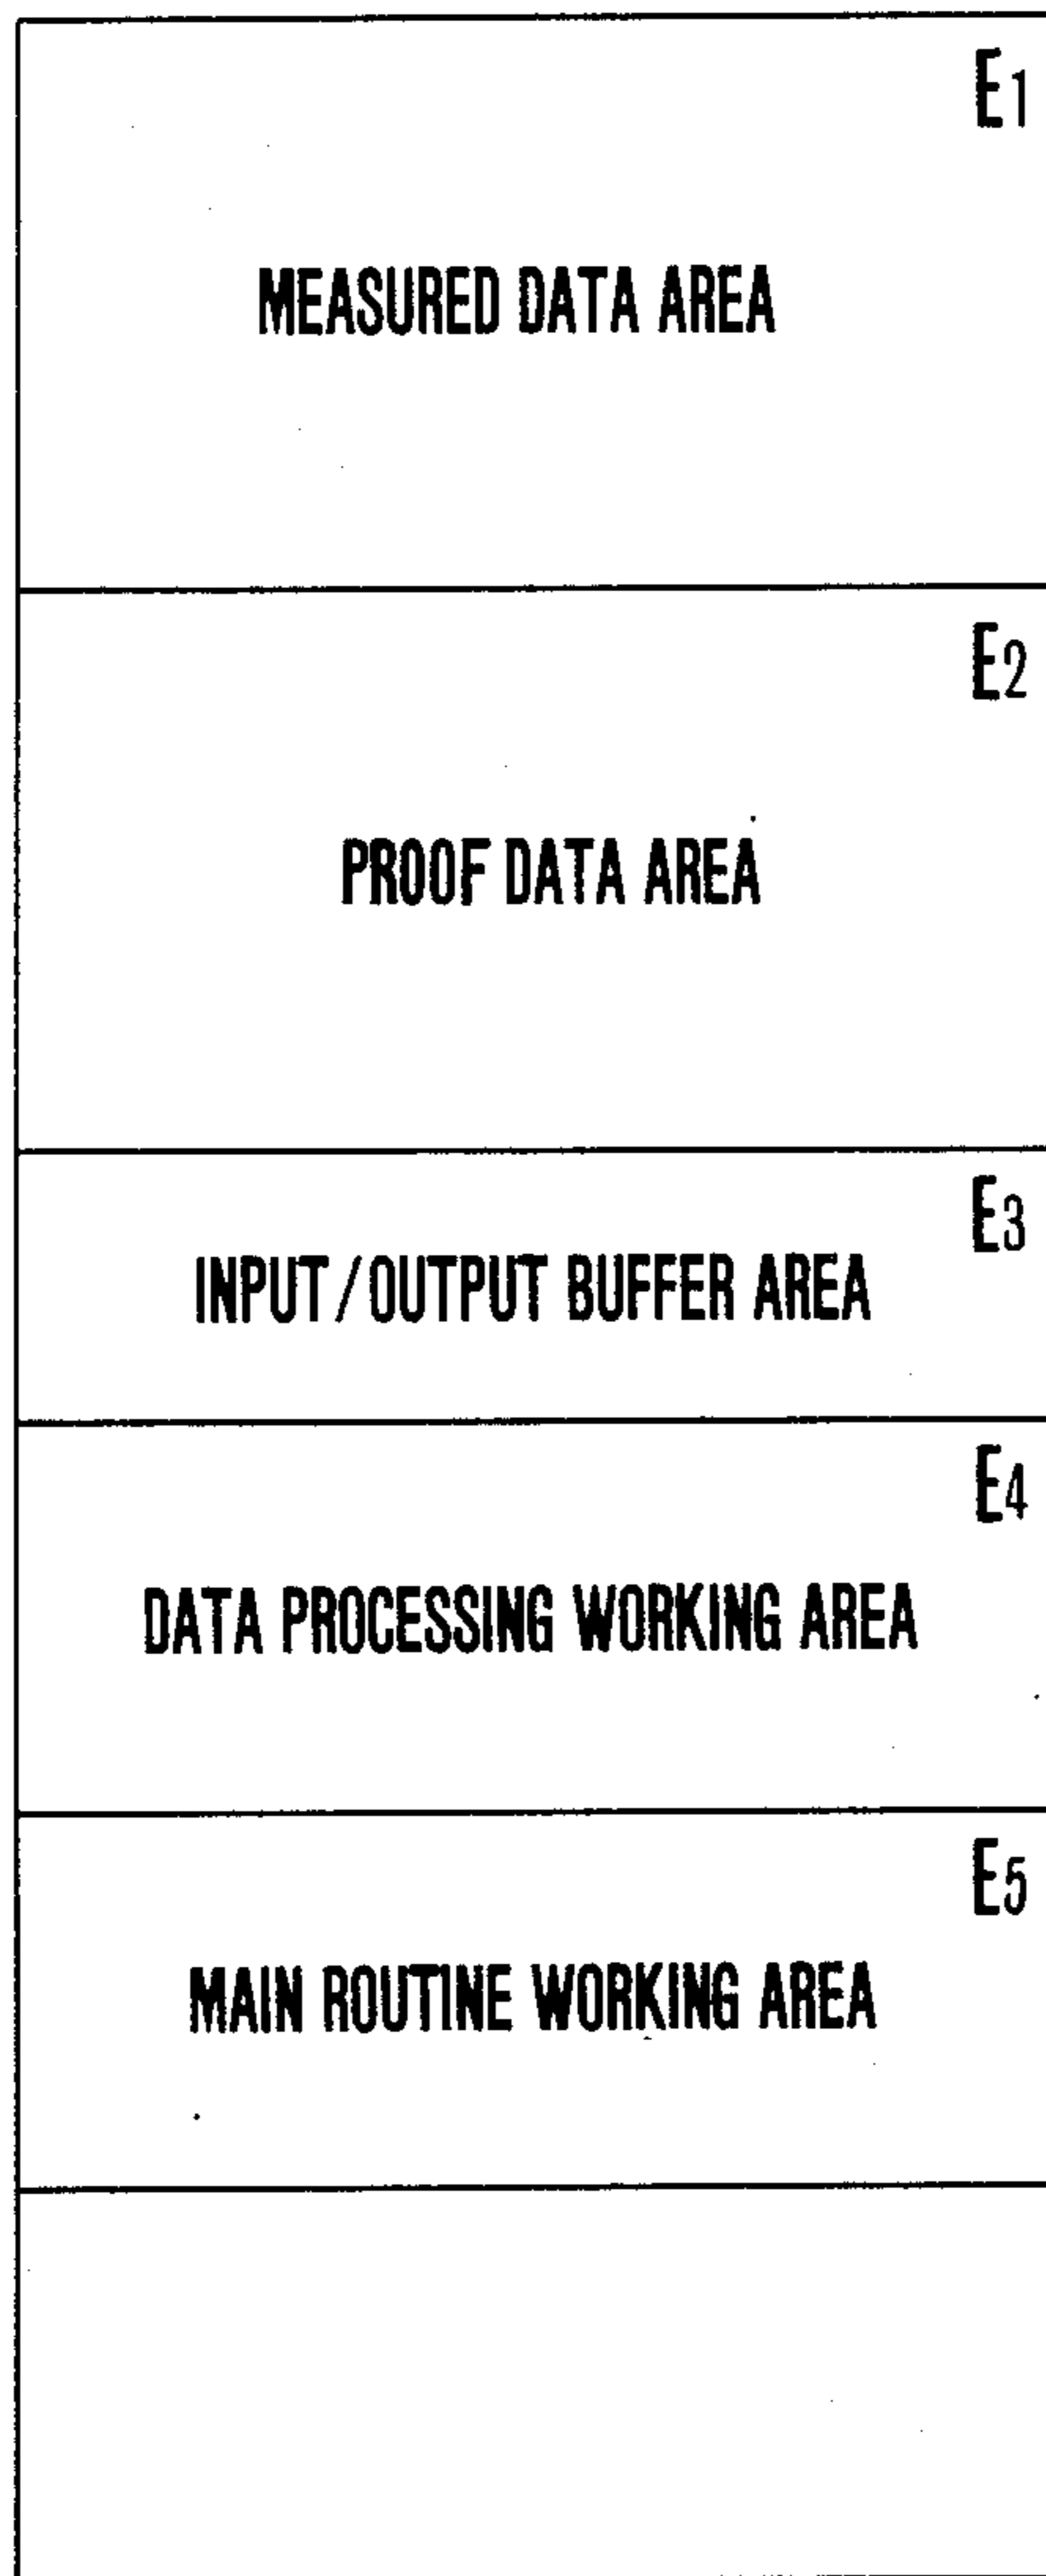 E1
MEASURED DATA AREA
E2
PROOF DATA AREA
E3
INPUT/OUTPUT BUFFER AREA
E4
DATA PROCESSING WORKING AREA
E5
MAIN ROUTINE WORKING AREA